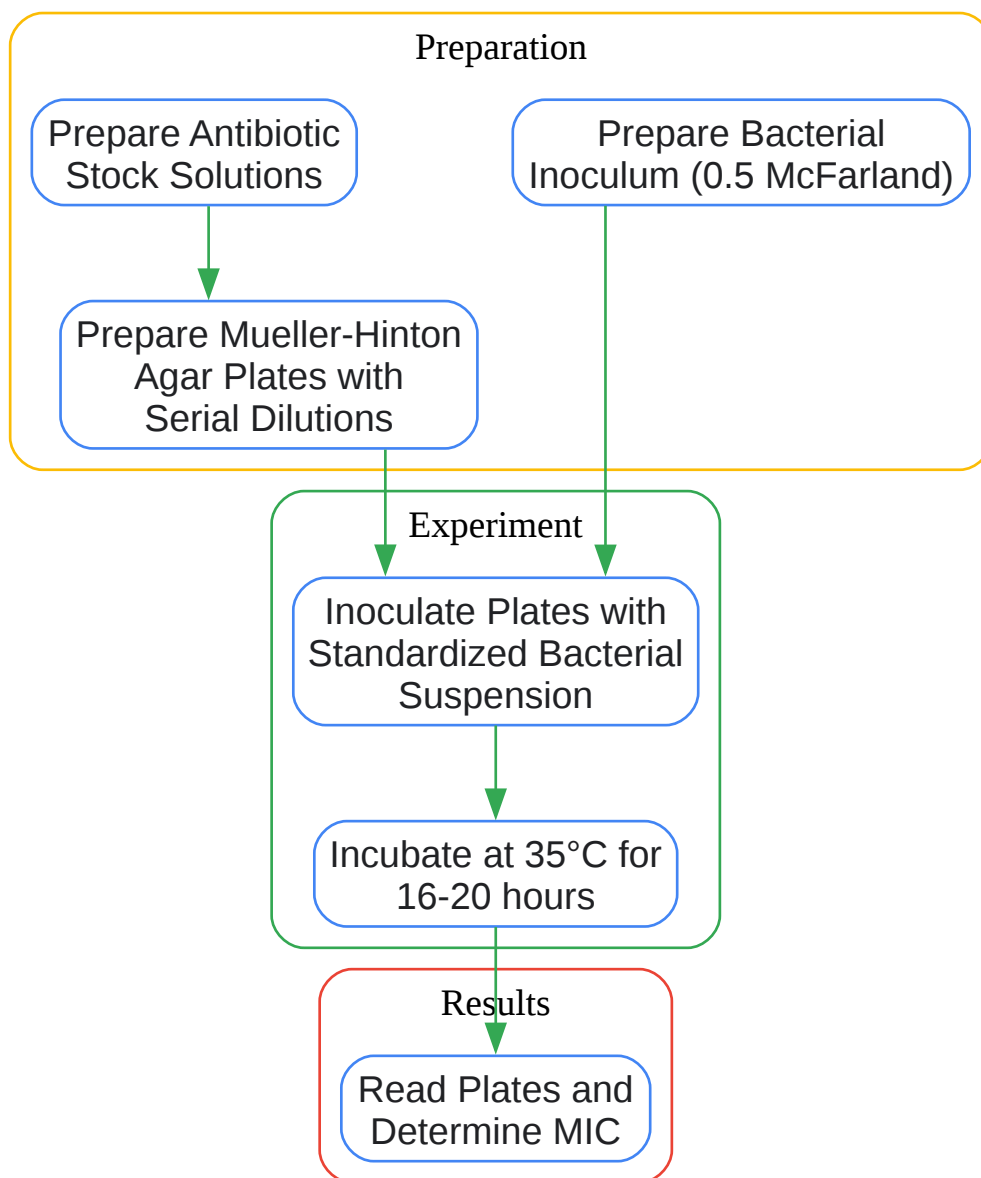 Preparation
Prepare Antibiotic
Stock Solutions
Prepare Bacterial
Inoculum (0.5 McFarland)
Prepare Mueller-Hinton
Agar Plates with
Serial Dilutions
Experiment
Inoculate Plates with
Standardized Bacterial
Suspension
Incubate at 35°C for
16-20 hours
Results
Read Plates and
Determine MIC